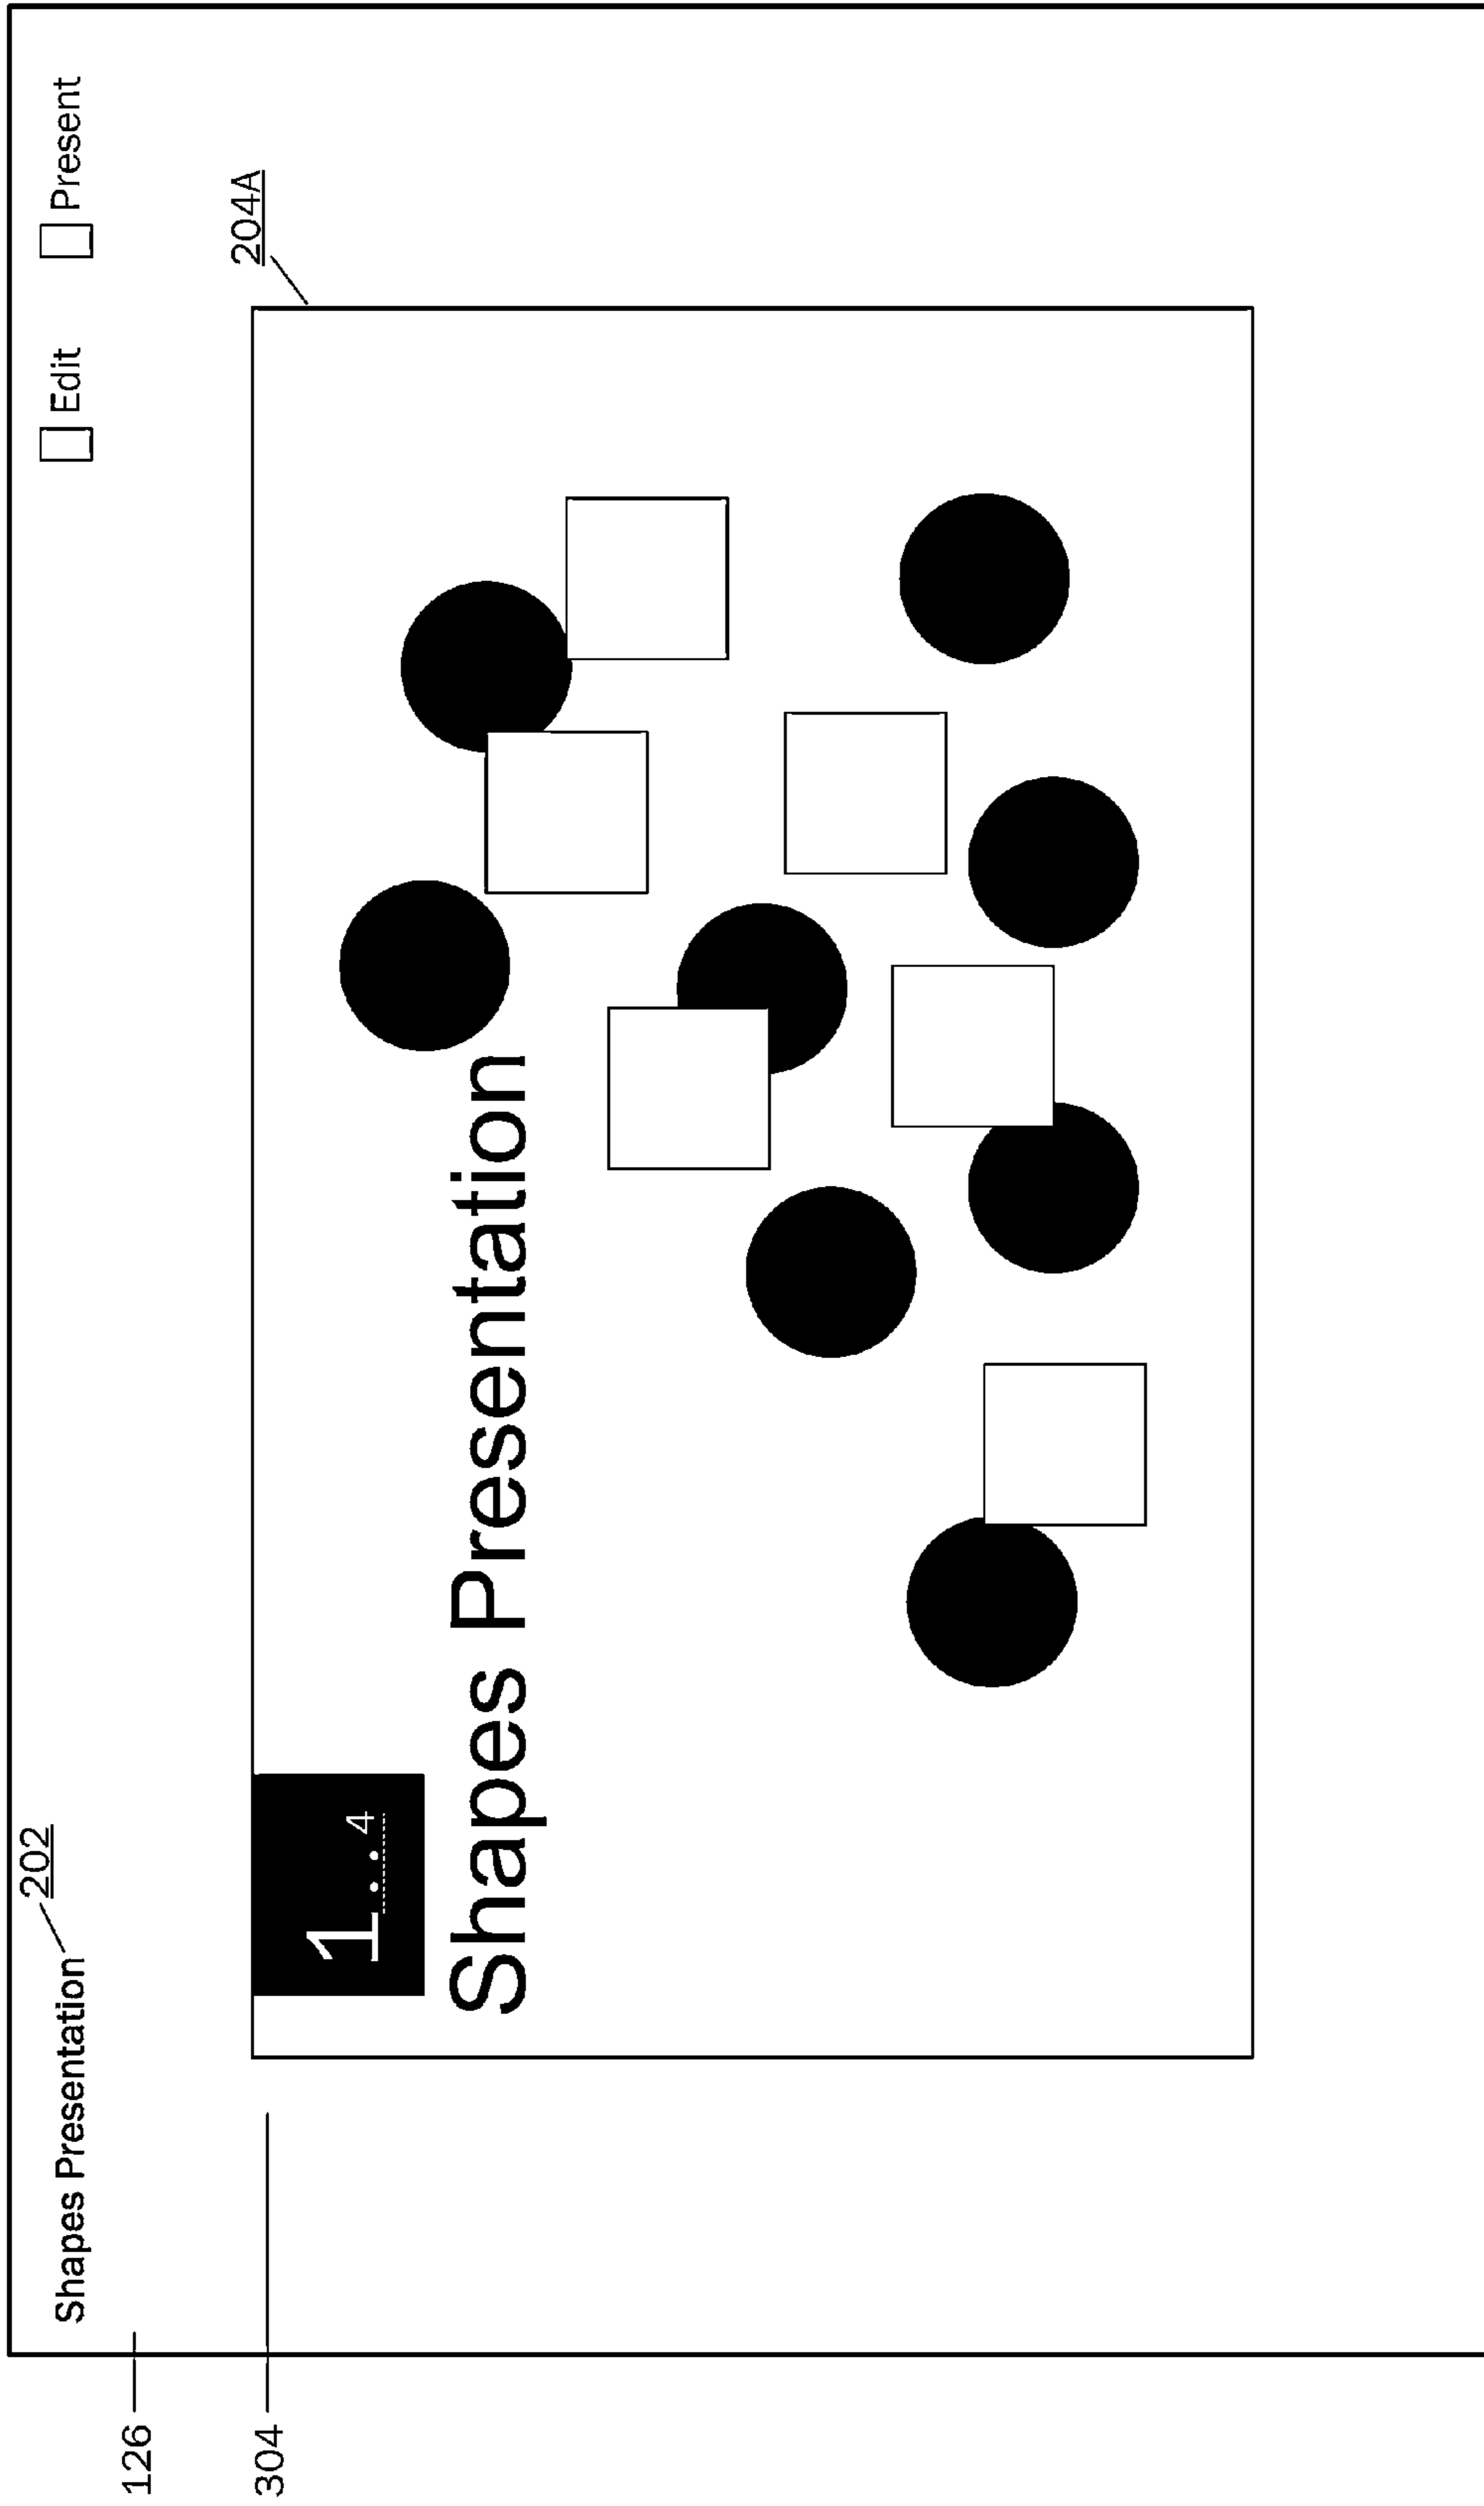 202
Shapes Presentation
Edit
Present
126
304
204A
1..4
Shapes Presentation